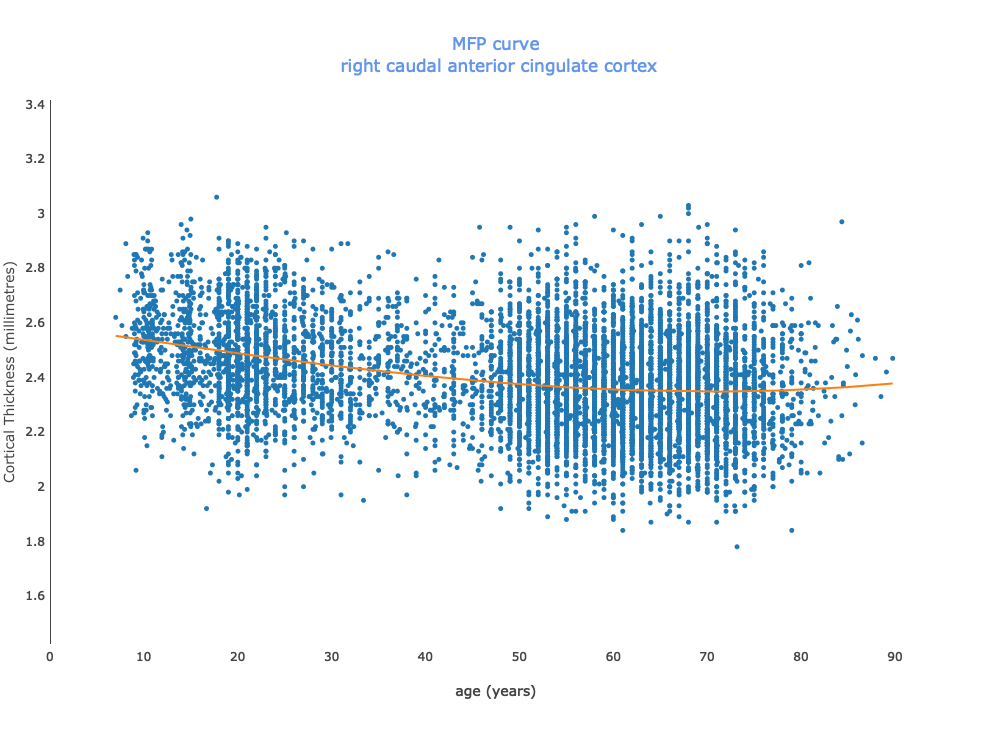 MFP curve
right caudal anterior cingulate cortex
Cortical Thickness (millimetres)
3.4
3.2
3
2.8
2.6
2.4
2.2
2
1.8
1.6
0 10 20 30 40 50 60 70 80 90
age (years)